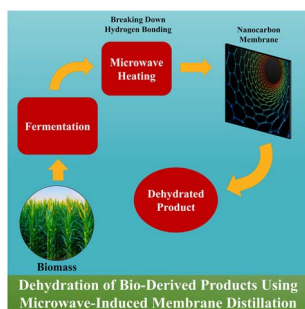 Breaking Down
Hydrogen Bonding
Microwave
Heating
Nanocarbon
Membrane
Fermentation
Dehydrated
Product
Biomass
Dehydration of Bio-Derived Products Using
Microwave-Induced Membrane Distillation